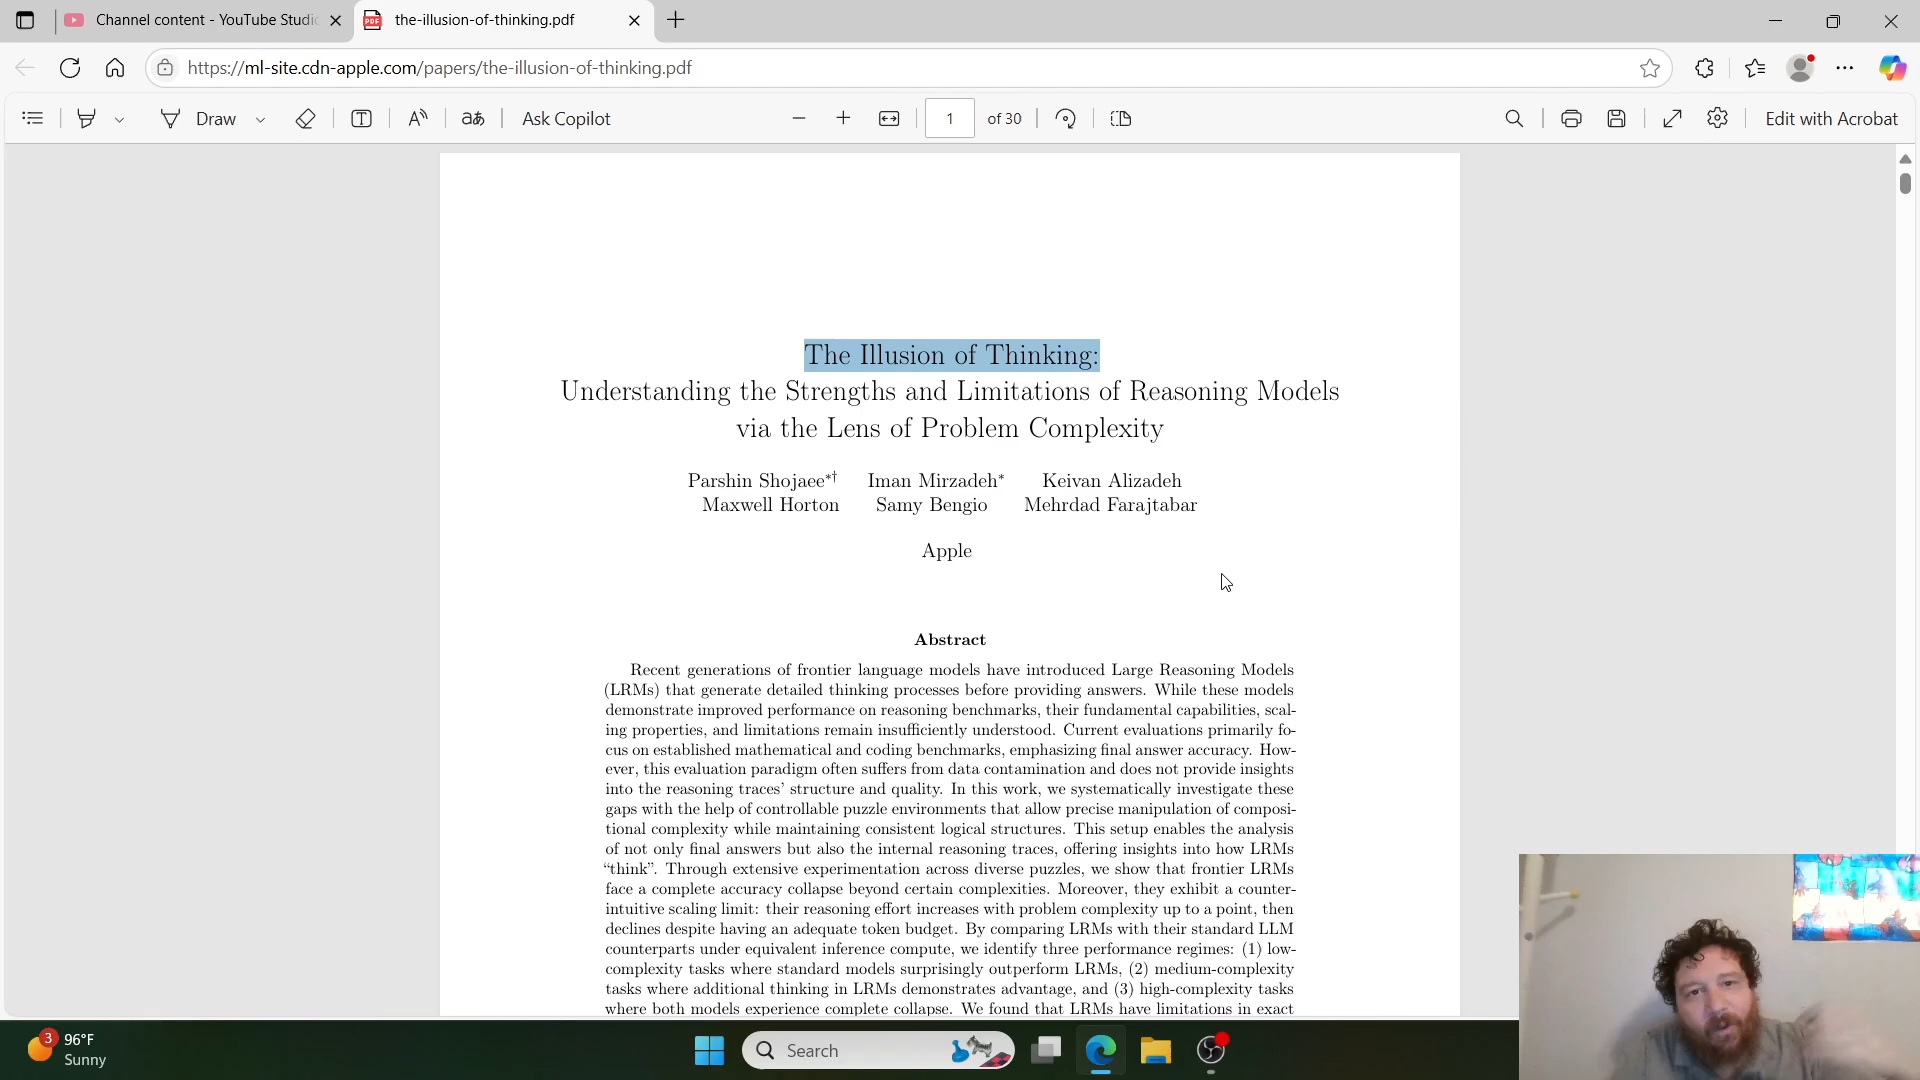 Channel content - YouTube Studi
the-illusion-of-thinking.pdf
https://ml-site.cdn-apple.com/papers/the-illusion-of-thinking.pdf
Draw
aあ
Ask Copilot
1
of 30
Edit with Acrobat
The Illusion of Thinking:
Understanding the Strengths and Limitations of Reasoning Models
via the Lens of Problem Complexity
Parshin Shojaee*† Iman Mirzadeh* Keivan Alizadeh
Maxwell Horton Samy Bengio Mehrdad Farajtabar
Apple
Abstract
Recent generations of frontier language models have introduced Large Reasoning Models
(LRMs) that generate detailed thinking processes before providing answers. While these models
demonstrate improved performance on reasoning benchmarks, their fundamental capabilities, scal-
ing properties, and limitations remain insufficiently understood. Current evaluations primarily fo-
cus on established mathematical and coding benchmarks, emphasizing final answer accuracy. How-
ever, this evaluation paradigm often suffers from data contamination and does not provide insights
into the reasoning traces' structure and quality. In this work, we systematically investigate these
gaps with the help of controllable puzzle environments that allow precise manipulation of composi-
tional complexity while maintaining consistent logical structures. This setup enables the analysis
of not only final answers but also the internal reasoning traces, offering insights into how LRMs
“think”. Through extensive experimentation across diverse puzzles, we show that frontier LRMs
face a complete accuracy collapse beyond certain complexities. Moreover, they exhibit a counter-
intuitive scaling limit: their reasoning effort increases with problem complexity up to a point, then
declines despite having an adequate token budget. By comparing LRMs with their standard LLM
counterparts under equivalent inference compute, we identify three performance regimes: (1) low-
complexity tasks where standard models surprisingly outperform LRMs, (2) medium-complexity
tasks where additional thinking in LRMs demonstrates advantage, and (3) high-complexity tasks
where both models experience complete collapse. We found that LRMs have limitations in exact
3
96°F
Sunny
Search